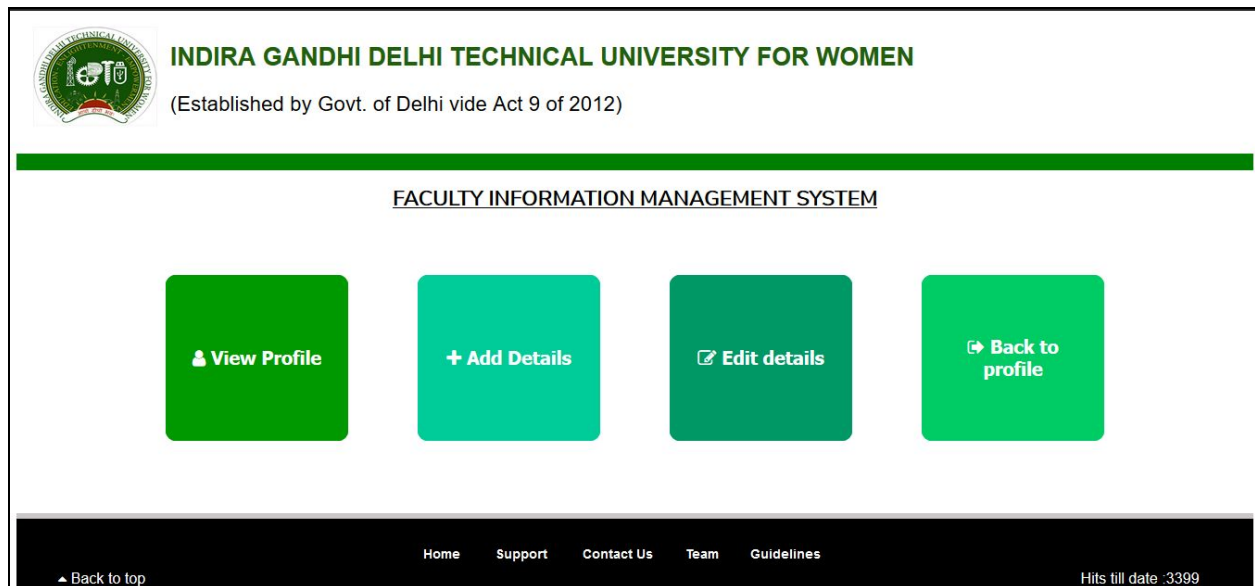 INDIRA GANDHI DELHI TECHNICAL UNIVERSITY FOR WOMEN
(Established by Govt. of Delhi vide Act 9 of 2012)
FACULTY INFORMATION MANAGEMENT SYSTEM
View Profile
Add Details
Edit details
Back to
profile
Home Support Contact Us Team Guidelines
Back to top
Hits till date :3399